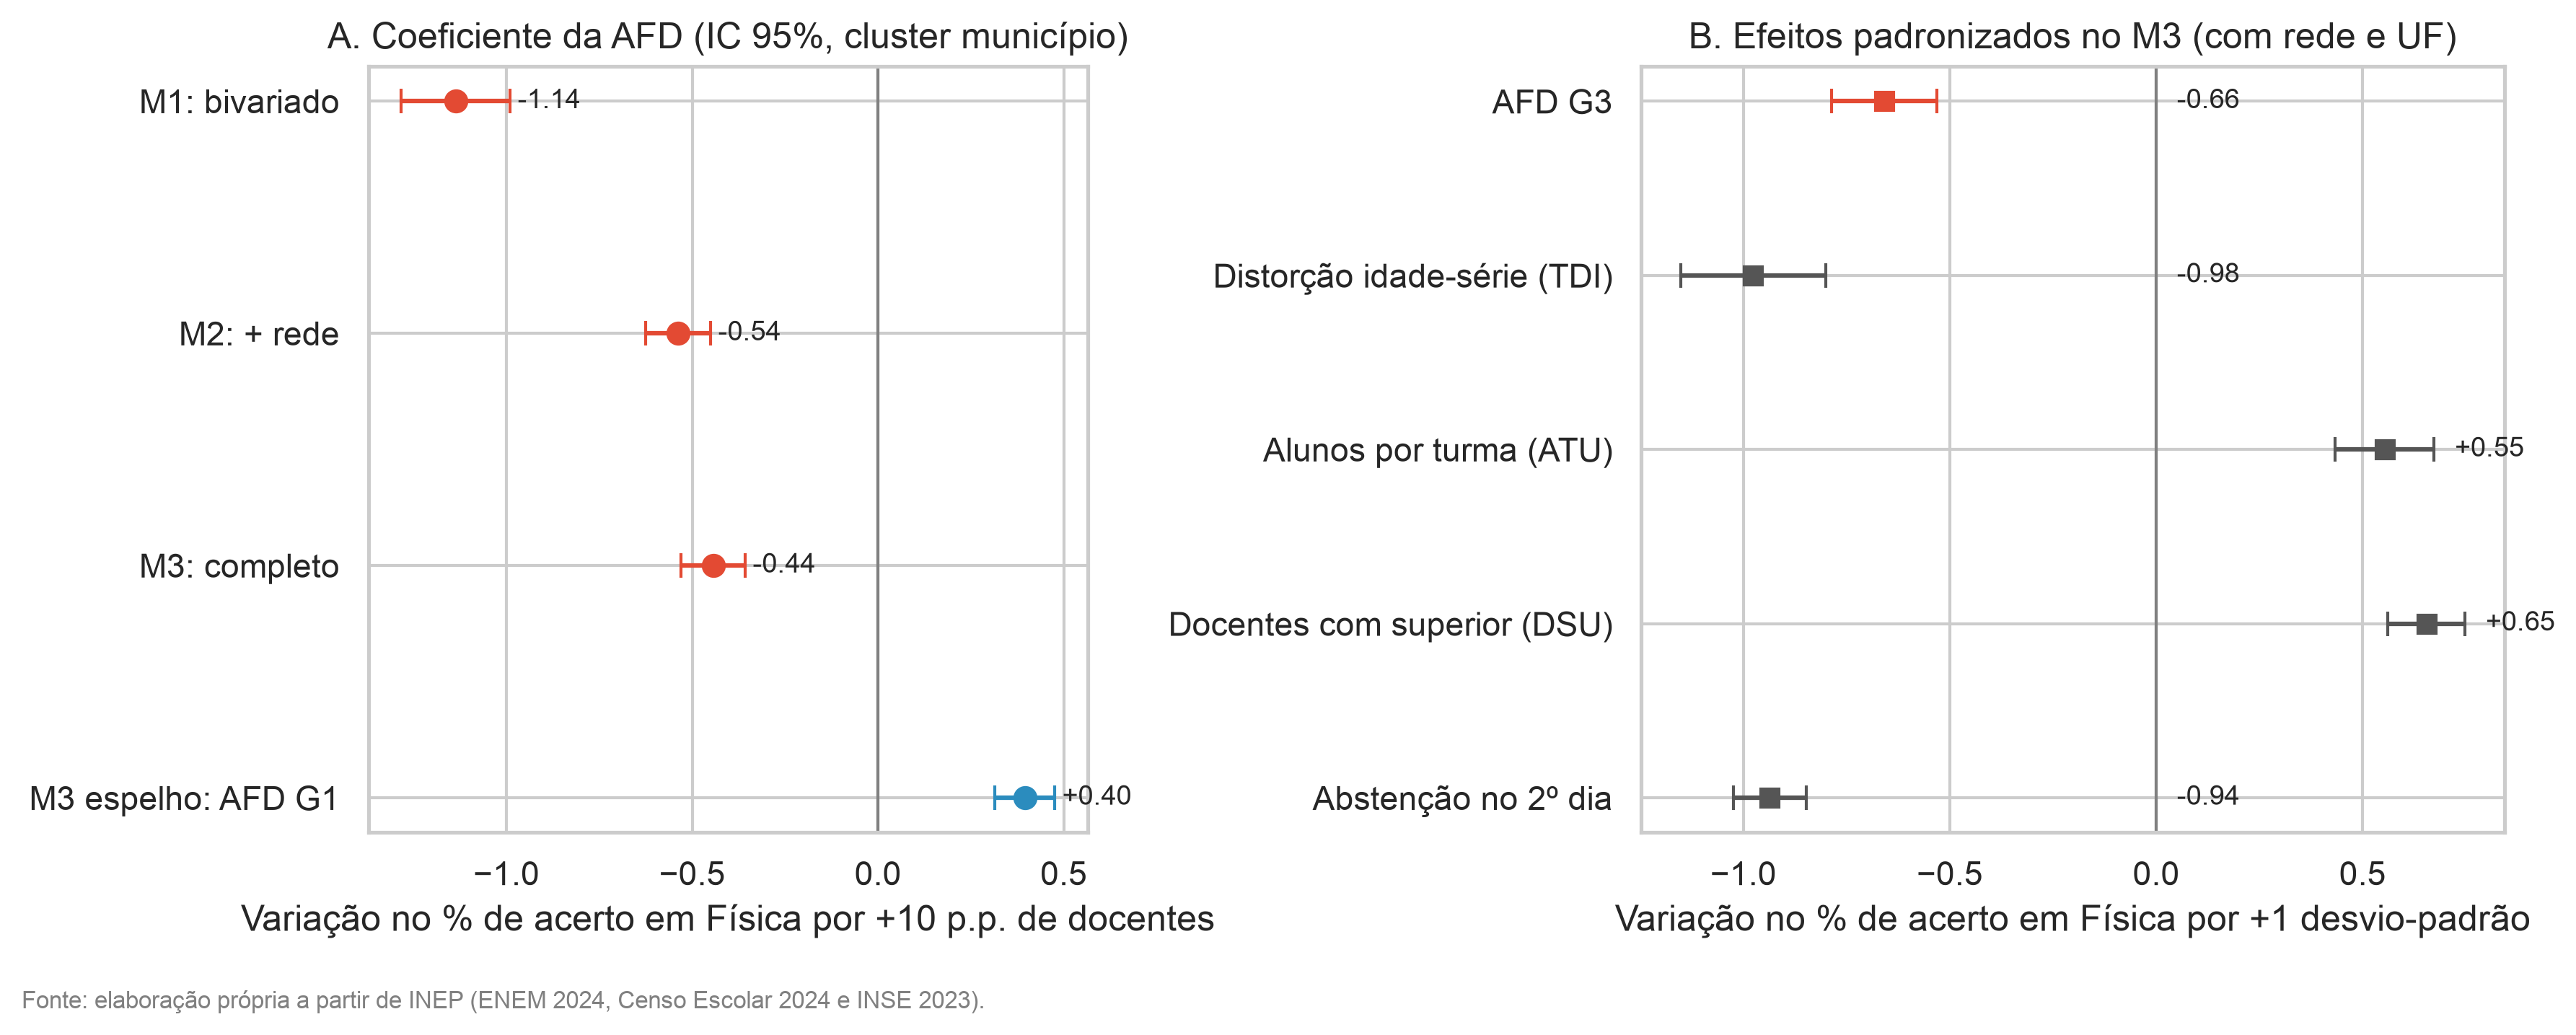 A. Coeficiente da AFD (IC 95%, cluster município)
M1: bivariado
-1.14
M2: + rede
-0.54
M3: completo
-0.44
M3 espelho: AFD G1
+0.40
−1.0 −0.5 0.0 0.5
Variação no % de acerto em Física por +10 p.p. de docentes
B. Efeitos padronizados no M3 (com rede e UF)
AFD G3
-0.66
Distorção idade-série (TDI)
-0.98
Alunos por turma (ATU)
+0.55
Docentes com superior (DSU)
+0.65
Abstenção no 2º dia
-0.94
−1.0 −0.5 0.0 0.5
Variação no % de acerto em Física por +1 desvio-padrão
Fonte: elaboração própria a partir de INEP (ENEM 2024, Censo Escolar 2024 e INSE 2023).